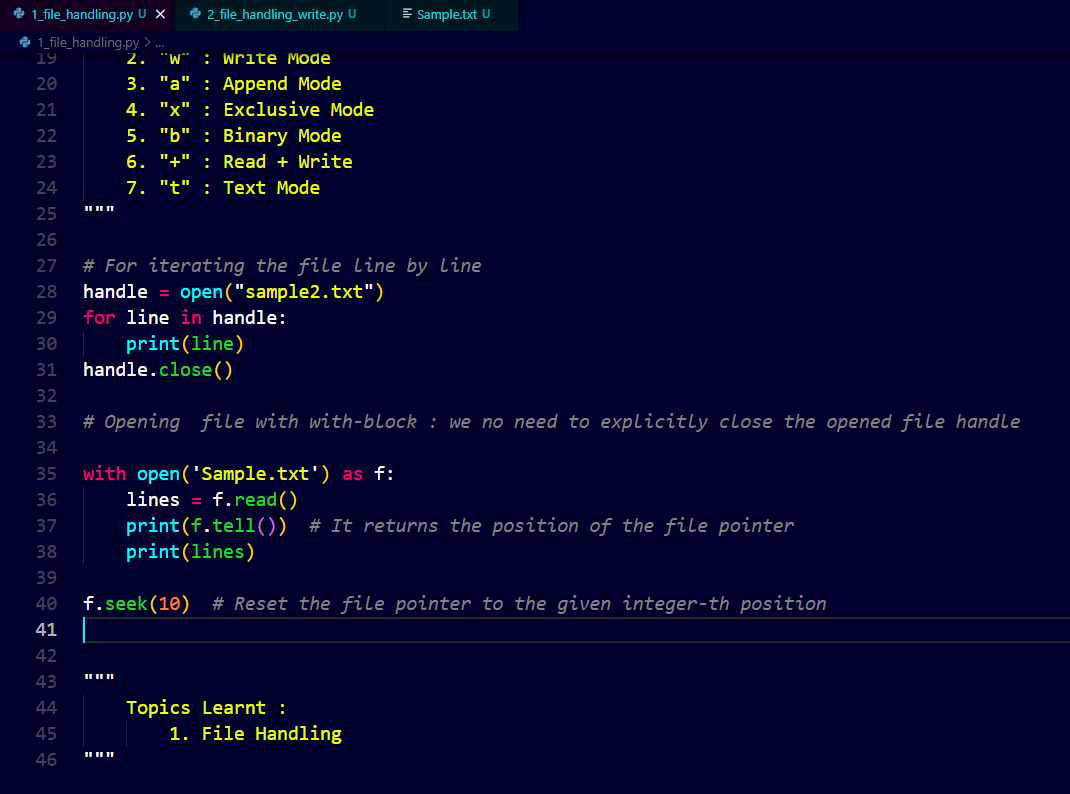 1_file_handling.py U × 2_file_handling_write.py U Sample.txt U
1_file_handling.py > ...
19 2. "w" : Write Mode
20 3. "a" : Append Mode
21 4. "x" : Exclusive Mode
22 5. "b" : Binary Mode
23 6. "+" : Read + Write
24 7. "t" : Text Mode
25 """
26
27 # For iterating the file line by line
28 handle = open("sample2.txt")
29 for line in handle:
30 print(line)
31 handle.close()
32
33 # Opening  file with with-block : we no need to explicitly close the opened file handle
34
35 with open('Sample.txt') as f:
36 lines = f.read()
37 print(f.tell())  # It returns the position of the file pointer
38 print(lines)
39
40 f.seek(10)  # Reset the file pointer to the given integer-th position
41
42
43 """
44 Topics Learnt :
45 1. File Handling
46 """